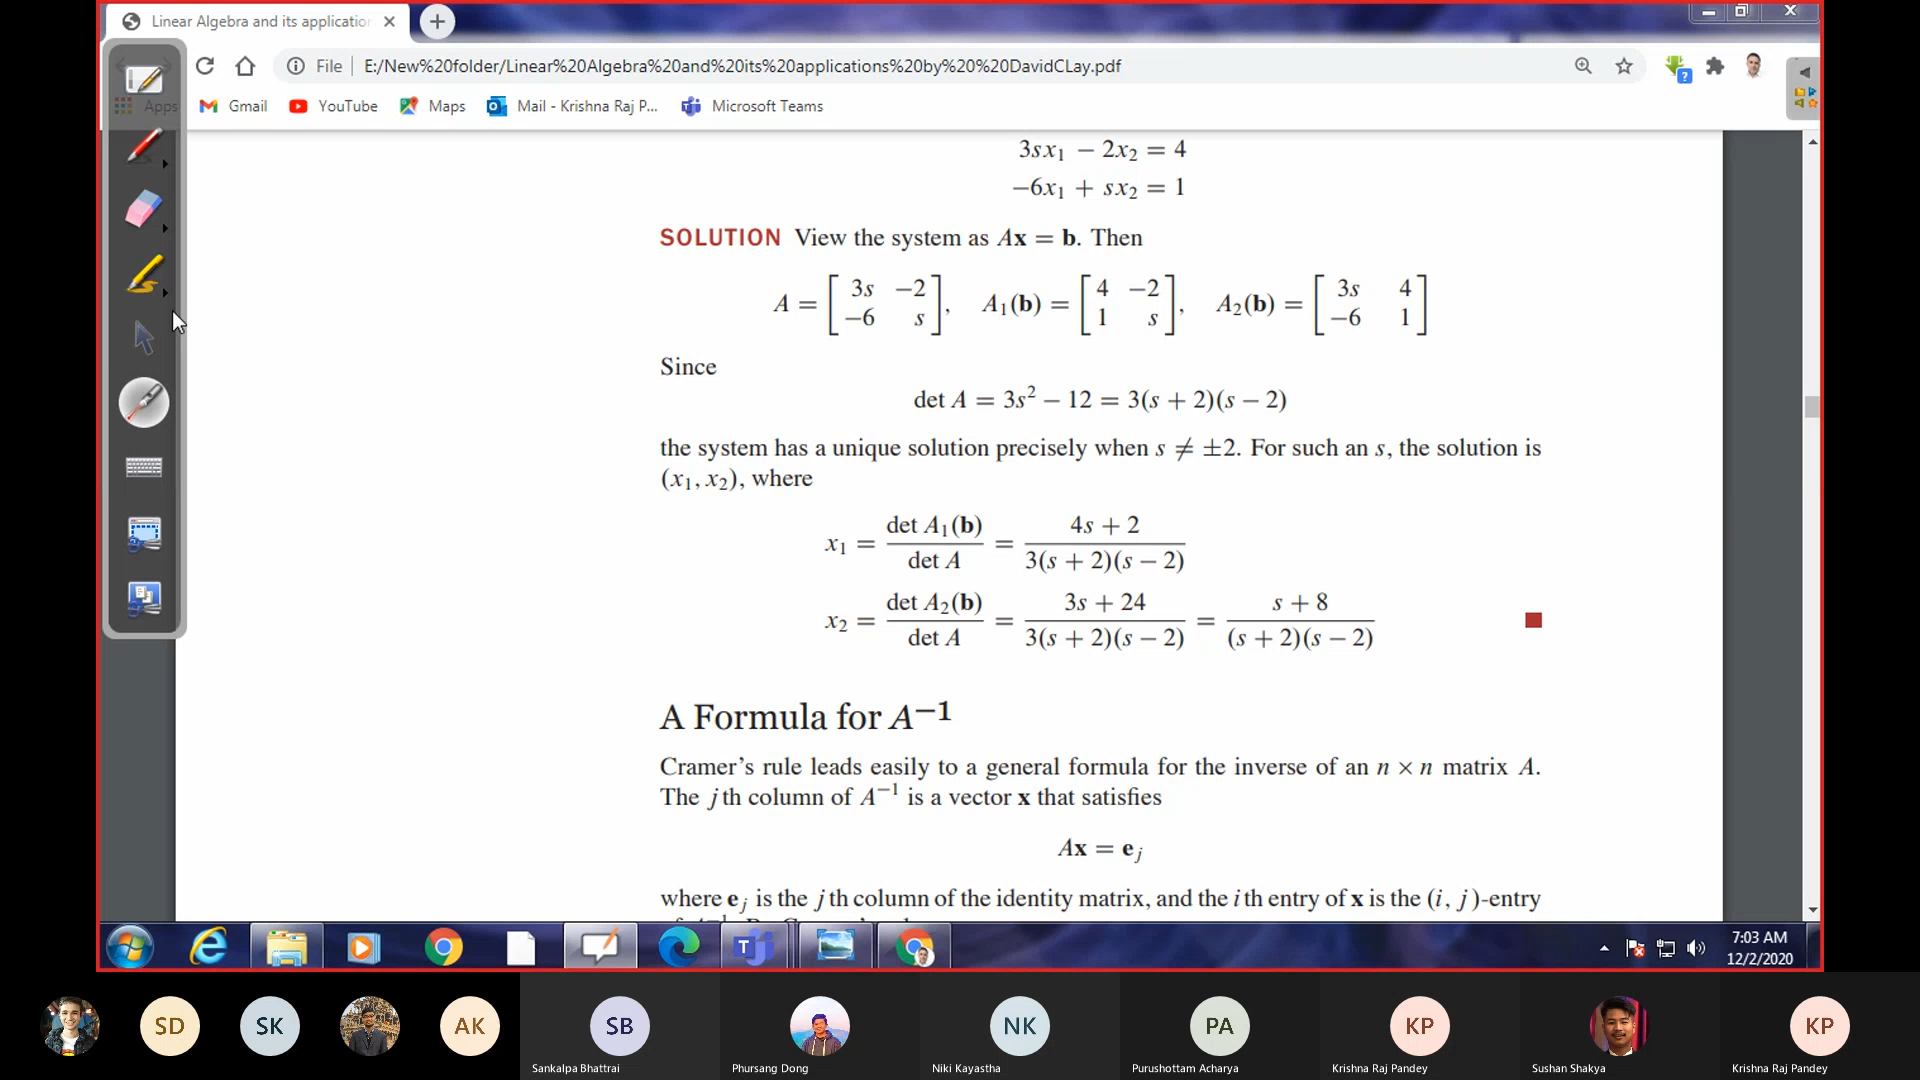 Linear Algebra and its applicatio
File | E:/New%20folder/Linear%20Algebra%20and%20its%20applications%20by%20%20DavidCLay.pdf
Apps Gmail YouTube Maps Mail - Krishna Raj P... Microsoft Teams
3sx₁ − 2x₂ = 4
−6x₁ + sx₂ = 1
SOLUTION View the system as Ax = b. Then
A = [ 3s −2 ; −6 s ], A₁(b) = [ 4 −2 ; 1 s ], A₂(b) = [ 3s 4 ; −6 1 ]
Since
det A = 3s² − 12 = 3(s + 2)(s − 2)
the system has a unique solution precisely when s ≠ ±2. For such an s, the solution is
(x₁, x₂), where
x₁ = det A₁(b) / det A = 4s + 2 / 3(s + 2)(s − 2)
x₂ = det A₂(b) / det A = 3s + 24 / 3(s + 2)(s − 2) = s + 8 / (s + 2)(s − 2)
A Formula for A⁻¹
Cramer's rule leads easily to a general formula for the inverse of an n × n matrix A.
The jth column of A⁻¹ is a vector x that satisfies
Ax = eⱼ
where eⱼ is the jth column of the identity matrix, and the ith entry of x is the (i, j)-entry
7:03 AM
12/2/2020
SD SK AK SB NK PA KP KP
Sankalpa Bhattrai Phursang Dong Niki Kayastha Purushottam Acharya Krishna Raj Pandey Sushan Shakya Krishna Raj Pandey